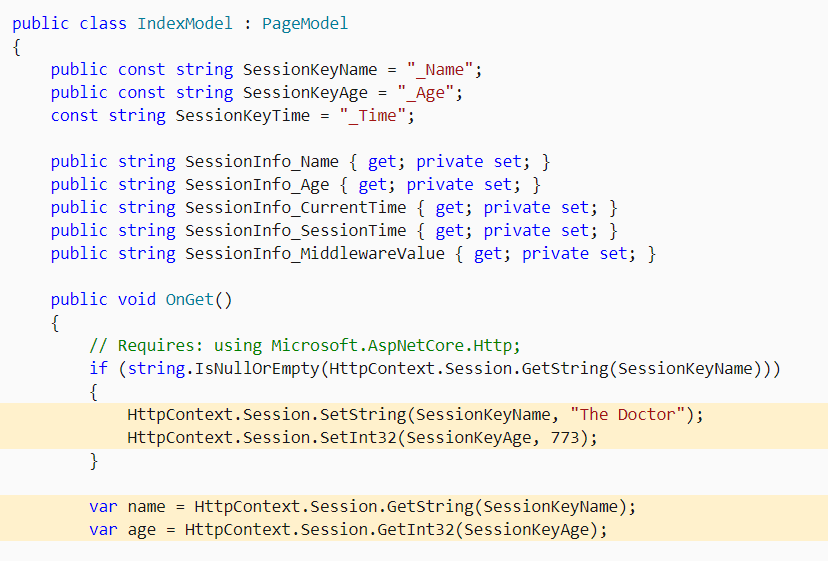 public class IndexModel : PageModel
{
    public const string SessionKeyName = "_Name";
    public const string SessionKeyAge = "_Age";
    const string SessionKeyTime = "_Time";

    public string SessionInfo_Name { get; private set; }
    public string SessionInfo_Age { get; private set; }
    public string SessionInfo_CurrentTime { get; private set; }
    public string SessionInfo_SessionTime { get; private set; }
    public string SessionInfo_MiddlewareValue { get; private set; }

    public void OnGet()
    {
        // Requires: using Microsoft.AspNetCore.Http;
        if (string.IsNullOrEmpty(HttpContext.Session.GetString(SessionKeyName)))
        {
            HttpContext.Session.SetString(SessionKeyName, "The Doctor");
            HttpContext.Session.SetInt32(SessionKeyAge, 773);
        }

        var name = HttpContext.Session.GetString(SessionKeyName);
        var age = HttpContext.Session.GetInt32(SessionKeyAge);